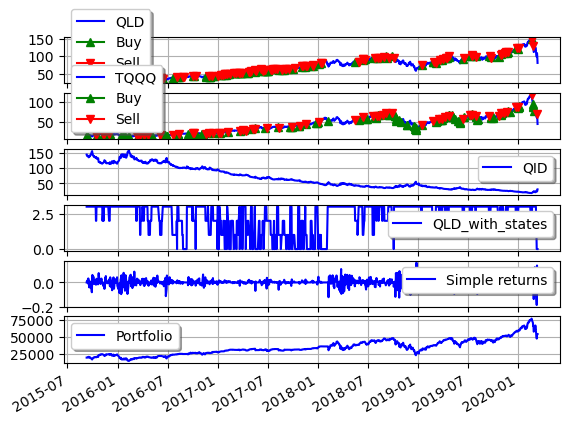 QLD
Buy
Sell
150
100
50
TQQQ
Buy
Sell
100
50
150
100
50
QID
2.5
0.0
QLD_with_states
0.0
−0.2
Simple returns
75000
50000
25000
Portfolio
2015-07
2016-01
2016-07
2017-01
2017-07
2018-01
2018-07
2019-01
2019-07
2020-01